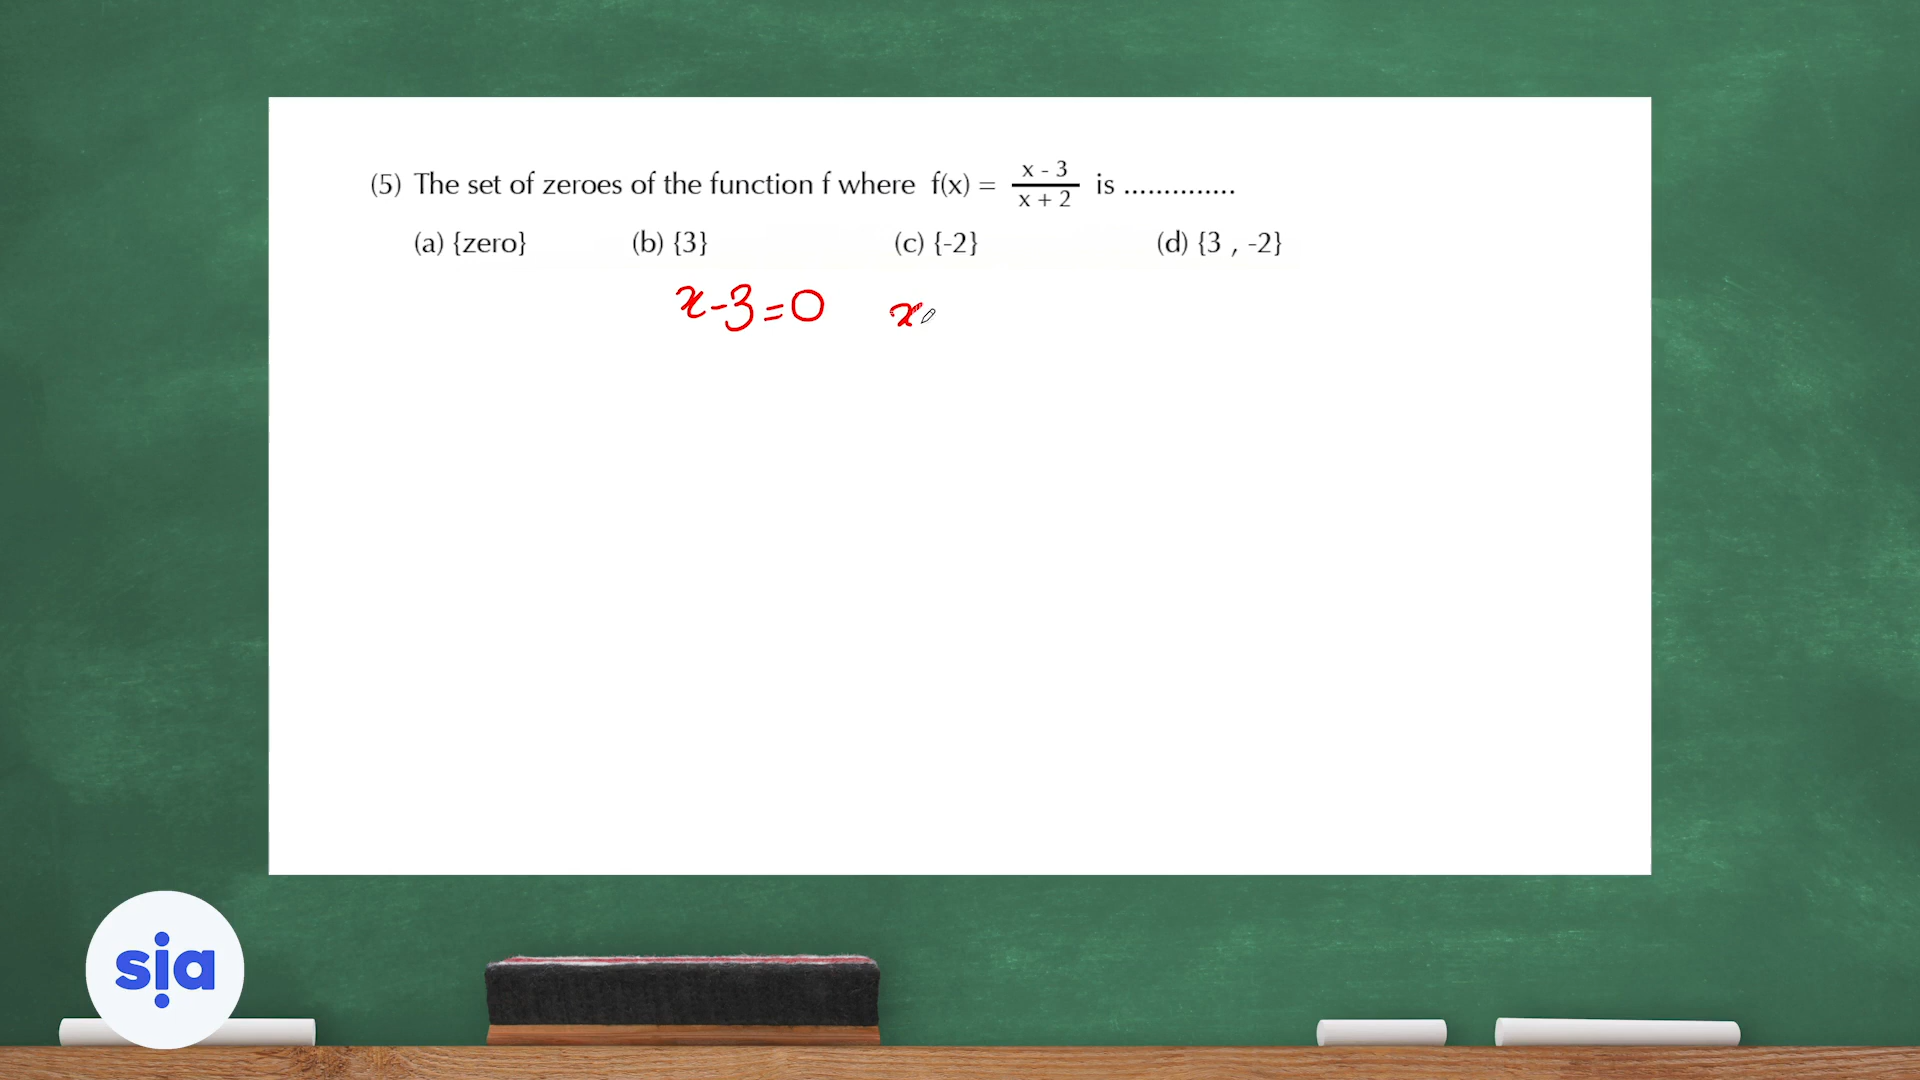 (5) The set of zeroes of the function f where f(x) = x - 3 / x + 2 is ..............
(a) {zero} (b) {3} (c) {-2} (d) {3 , -2}
x-3=0 x
sia